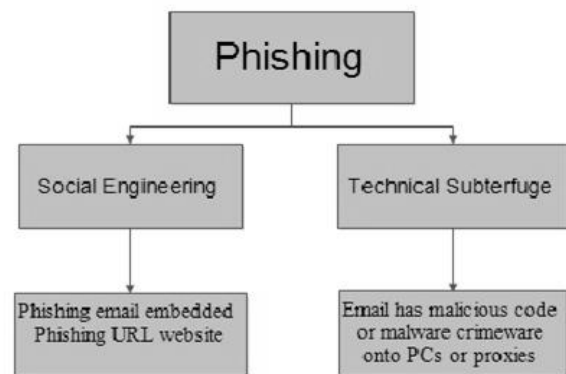 Phishing
Social Engineering
Technical Subterfuge
Phishing email embedded
Phishing URL website
Email has malicious code
or malware crimeware
onto PCs or proxies